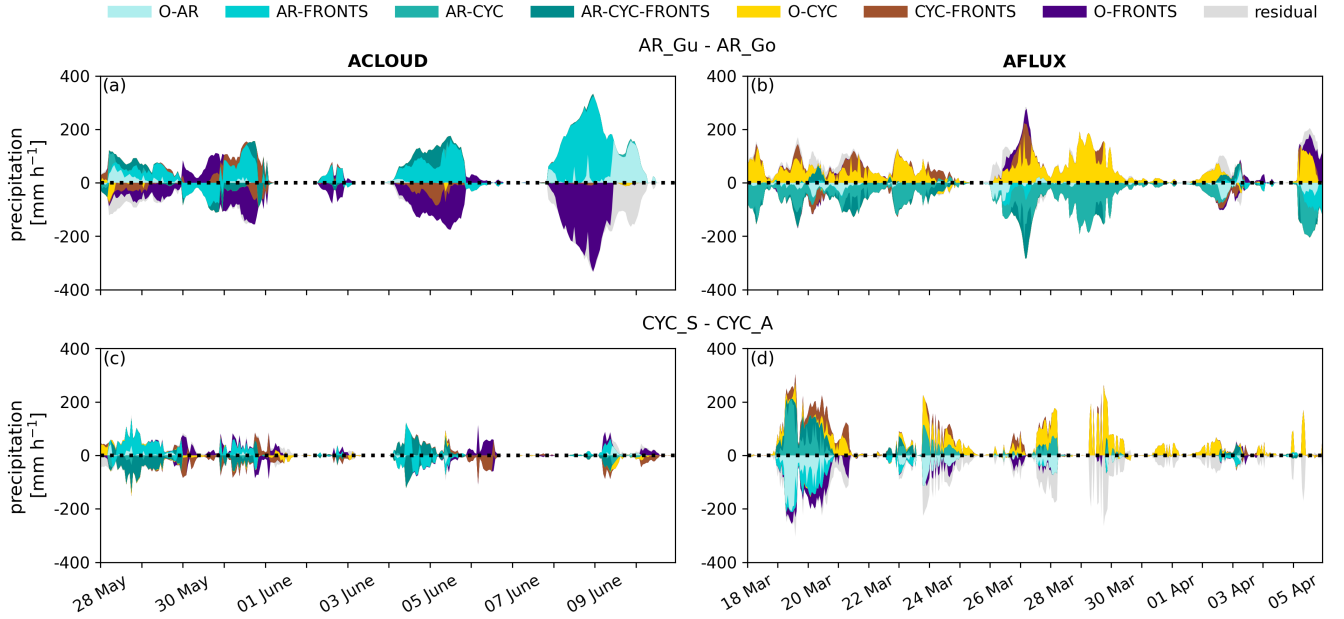 O-AR AR-FRONTS AR-CYC AR-CYC-FRONTS O-CYC CYC-FRONTS O-FRONTS residual
AR_Gu - AR_Go
ACLOUD AFLUX
(a) (b)
400 400
200 200
0 0
-200 -200
-400 -400
precipitation
[mm h⁻¹]
CYC_S - CYC_A
(c) (d)
400 400
200 200
0 0
-200 -200
-400 -400
precipitation
[mm h⁻¹]
28 May 30 May 01 June 03 June 05 June 07 June 09 June 18 Mar 20 Mar 22 Mar 24 Mar 26 Mar 28 Mar 30 Mar 01 Apr 03 Apr 05 Apr